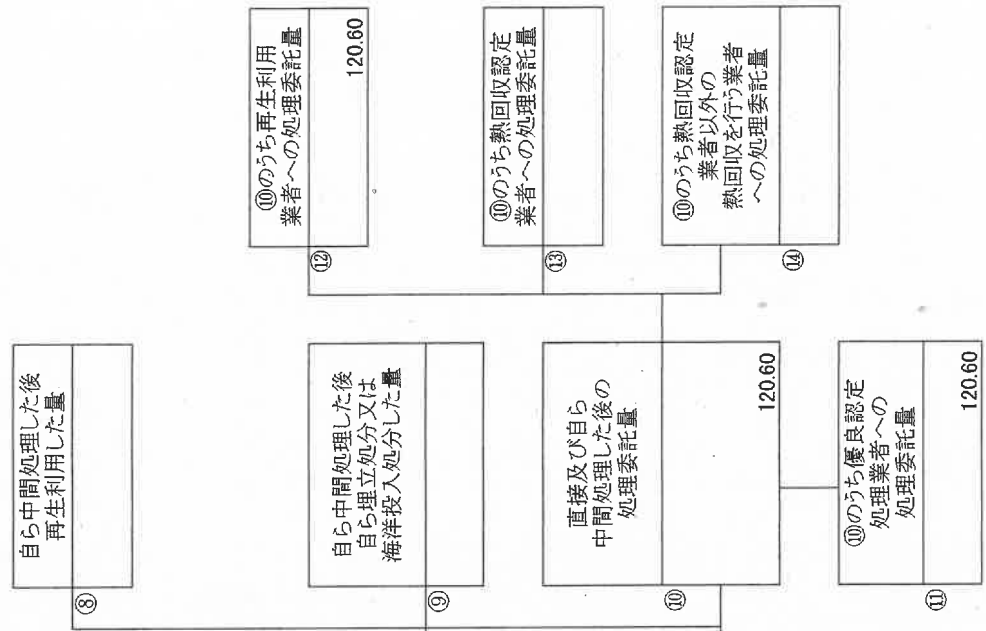 ⑧
自ら中間処理した後
再生利用した量
⑨
自ら中間処理した後
自ら埋立処分又は
海洋投入処分した量
⑩
直接及び自ら
中間処理した後の
処理委託量
120.60
⑪
⑩のうち優良認定
処理業者への
処理委託量
120.60
⑫
⑩のうち再生利用
業者への処理委託量
120.60
⑬
⑩のうち熱回収認定
業者への処理委託量
⑭
⑩のうち熱回収認定
業者以外の
熱回収を行う業者
への処理委託量